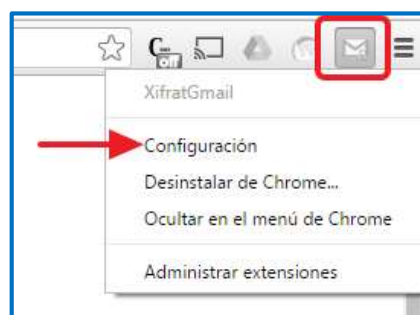 XifratGmail
Configuración
Desinstalar de Chrome...
Ocultar en el menú de Chrome
Administrar extensiones